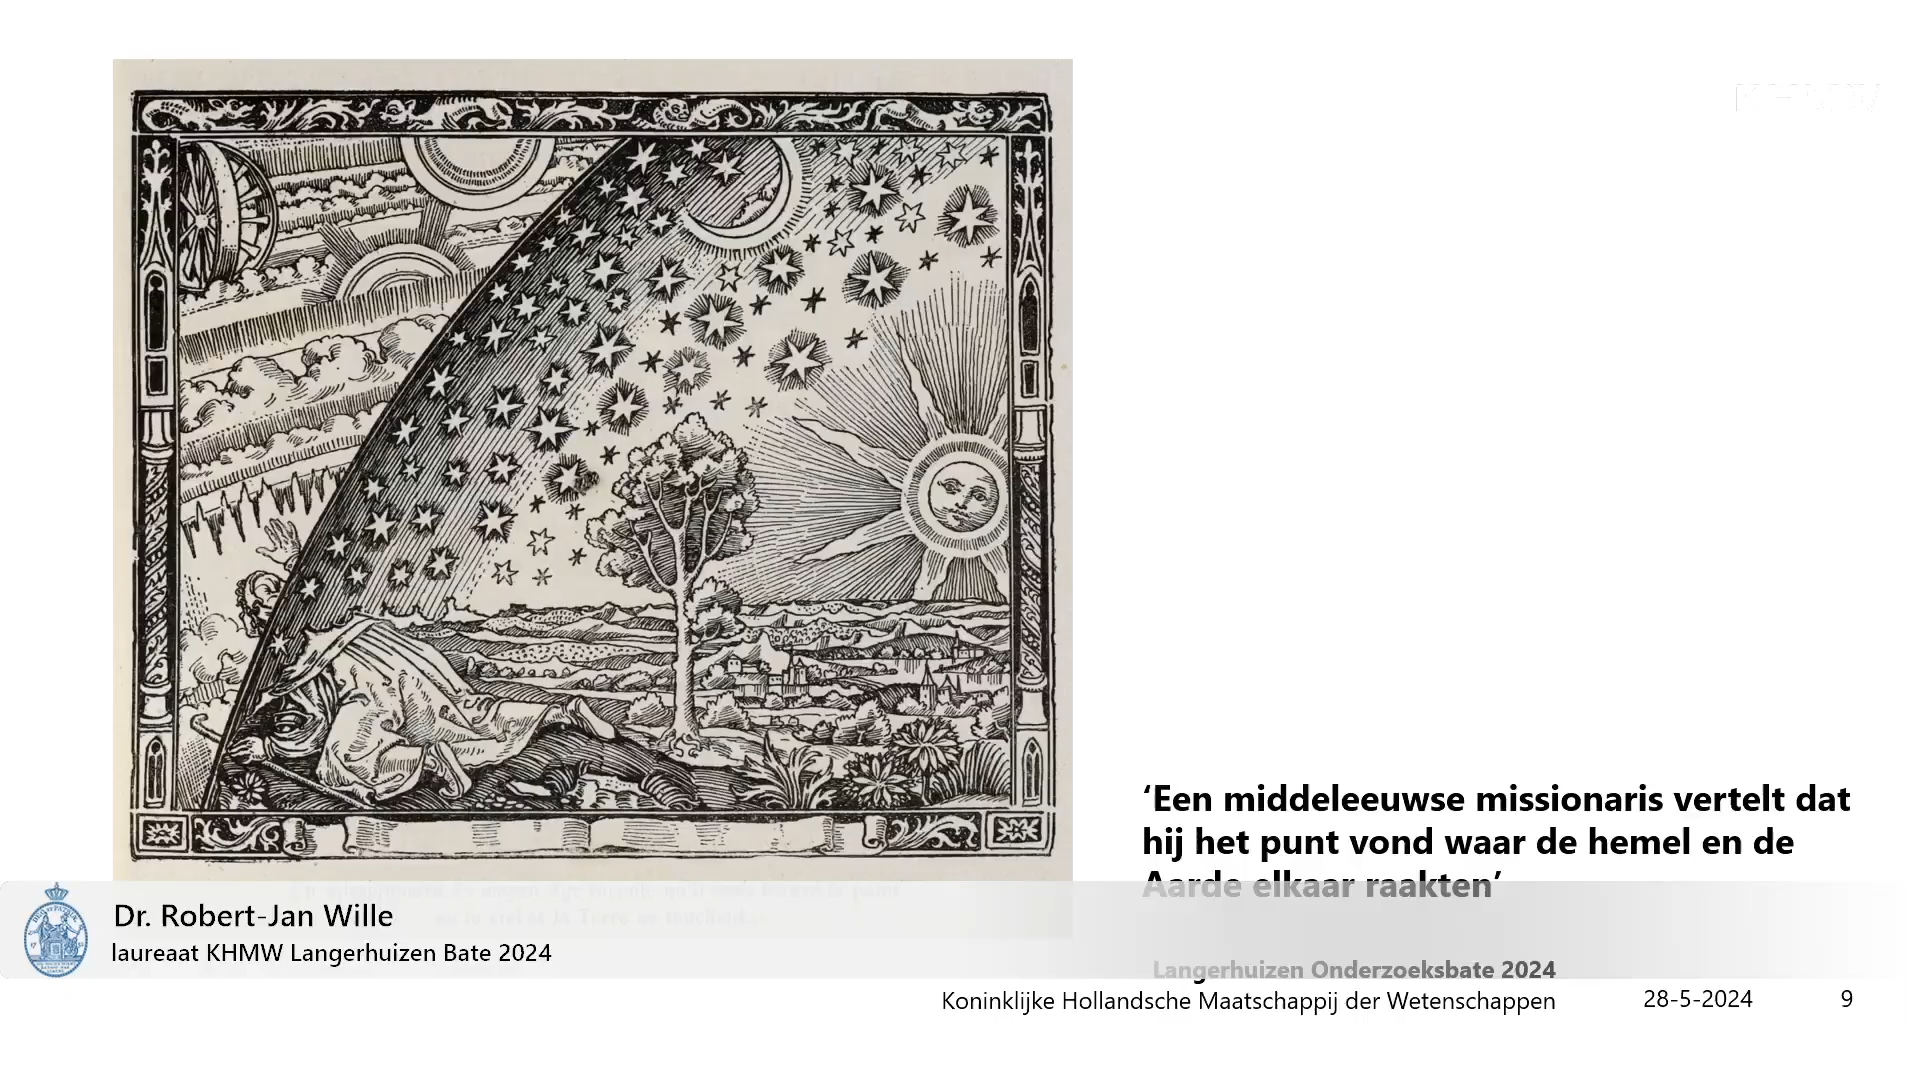 KHMW
‘Een middeleeuwse missionaris vertelt dat
hij het punt vond waar de hemel en de
Aarde elkaar raakten’
Dr. Robert-Jan Wille
laureaat KHMW Langerhuizen Bate 2024
Langerhuizen Onderzoeksbate 2024
Koninklijke Hollandsche Maatschappij der Wetenschappen
28-5-2024
9